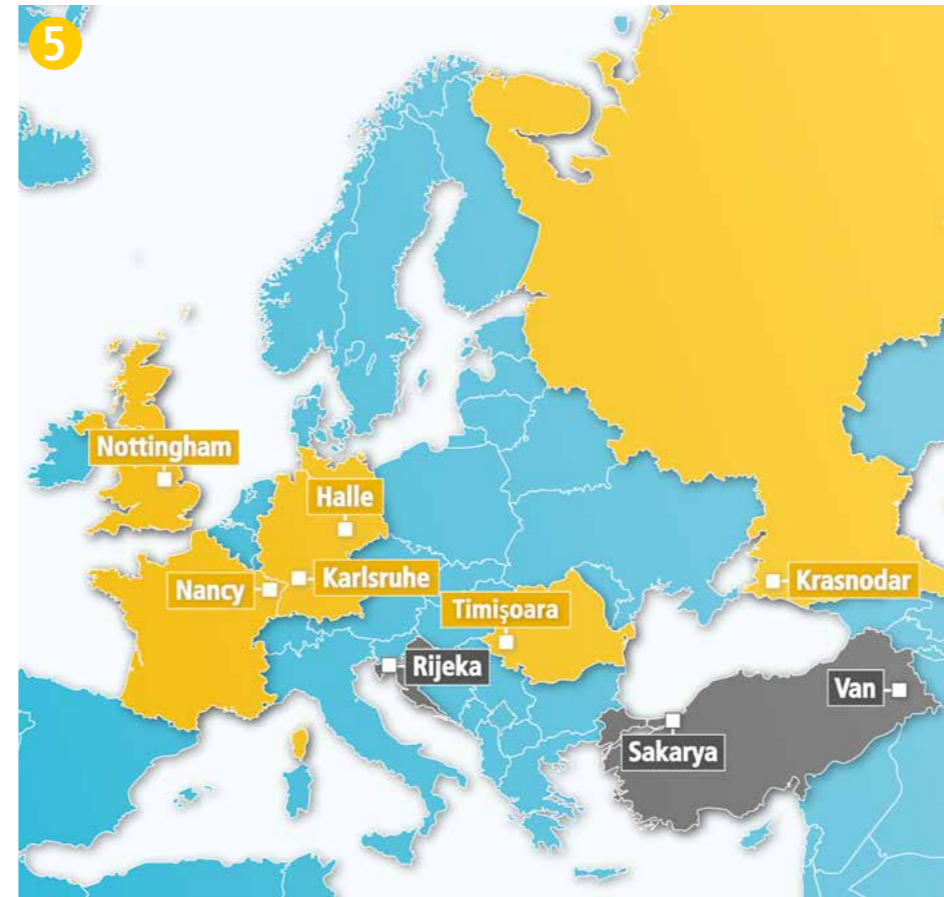 5
Nottingham
Halle
Nancy
Karlsruhe
Krasnodar
Timişoara
Rijeka
Van
Sakarya